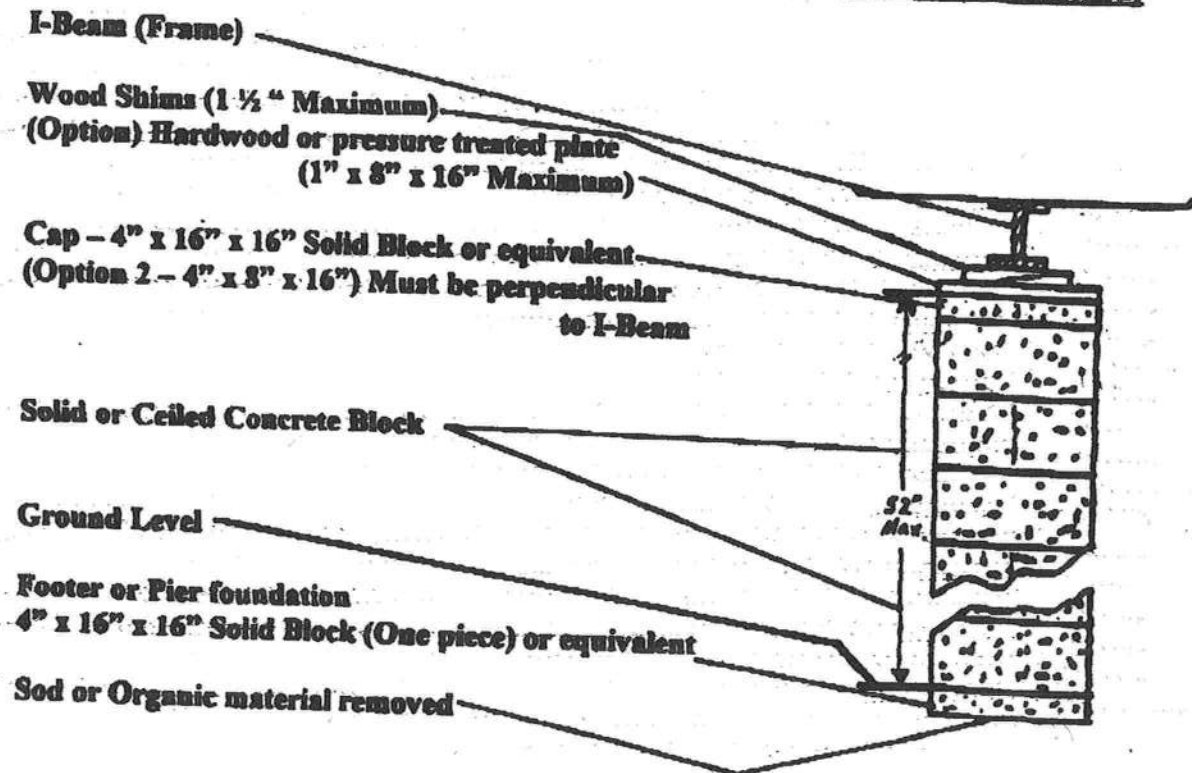 I-Beam (Frame)
Wood Shims (1 ½ “ Maximum)
(Option) Hardwood or pressure treated plate
(1” x 8” x 16” Maximum)
Cap – 4” x 16” x 16” Solid Block or equivalent
(Option 2 – 4” x 8” x 16”) Must be perpendicular
to I-Beam
Solid or Ceiled Concrete Block
52"
Max.
Ground Level
Footer or Pier foundation
4” x 16” x 16” Solid Block (One piece) or equivalent
Sod or Organic material removed